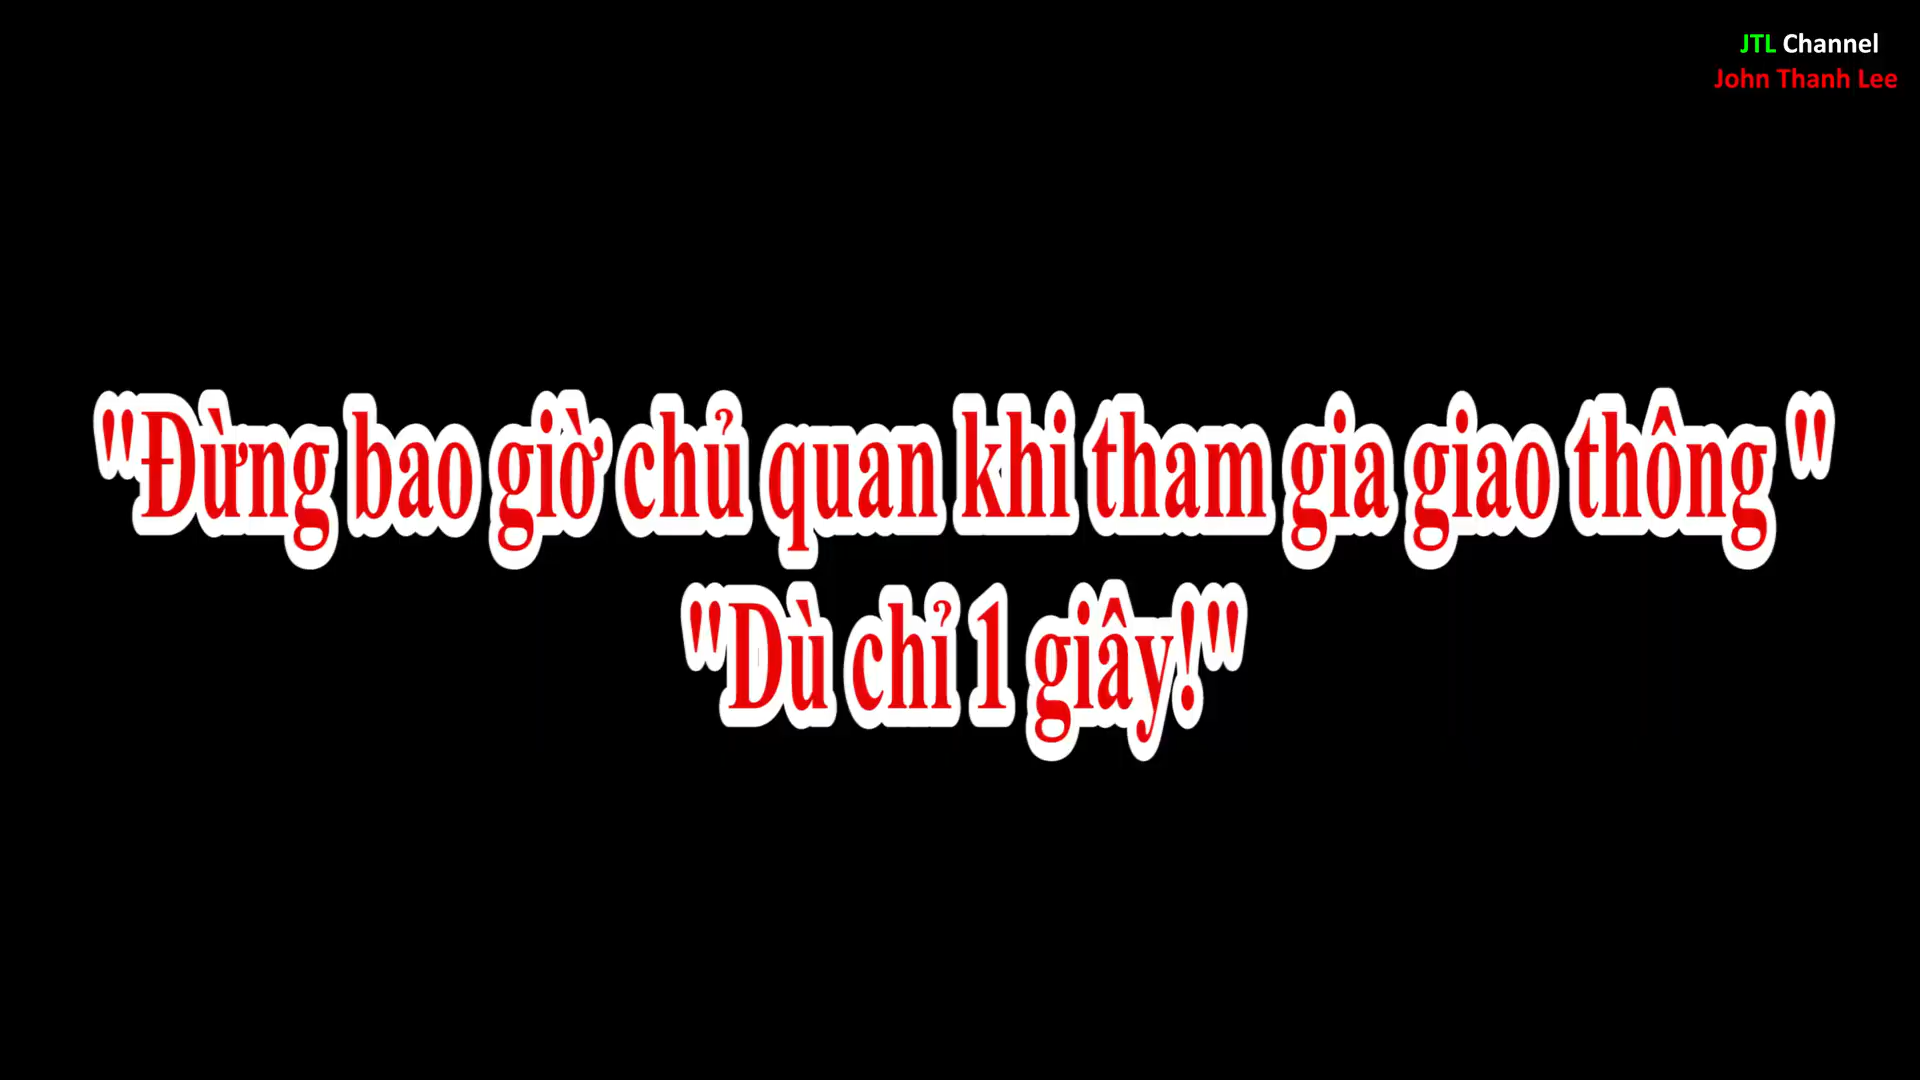 JTL Channel
John Thanh Lee
"Đừng bao giờ chủ quan khi tham gia giao thông "
"Dù chỉ 1 giây!"